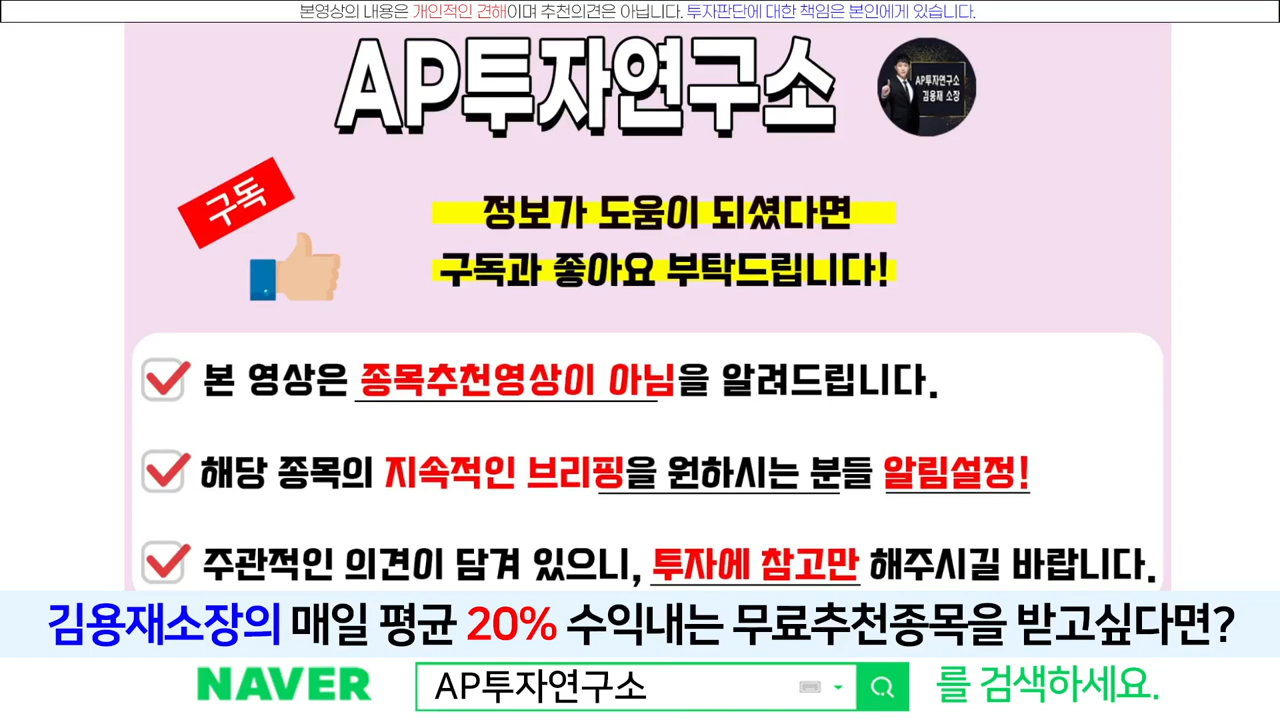 본영상의 내용은 개인적인 견해이며 추천의견은 아닙니다. 투자판단에 대한 책임은 본인에게 있습니다.
AP투자연구소
AP투자연구소
김용재 소장
구독
정보가 도움이 되셨다면
구독과 좋아요 부탁드립니다!
본 영상은 종목추천영상이 아님을 알려드립니다.
해당 종목의 지속적인 브리핑을 원하시는 분들 알림설정!
주관적인 의견이 담겨 있으니, 투자에 참고만 해주시길 바랍니다.
김용재소장의 매일 평균 20% 수익내는 무료추천종목을 받고싶다면?
NAVER AP투자연구소 를 검색하세요.